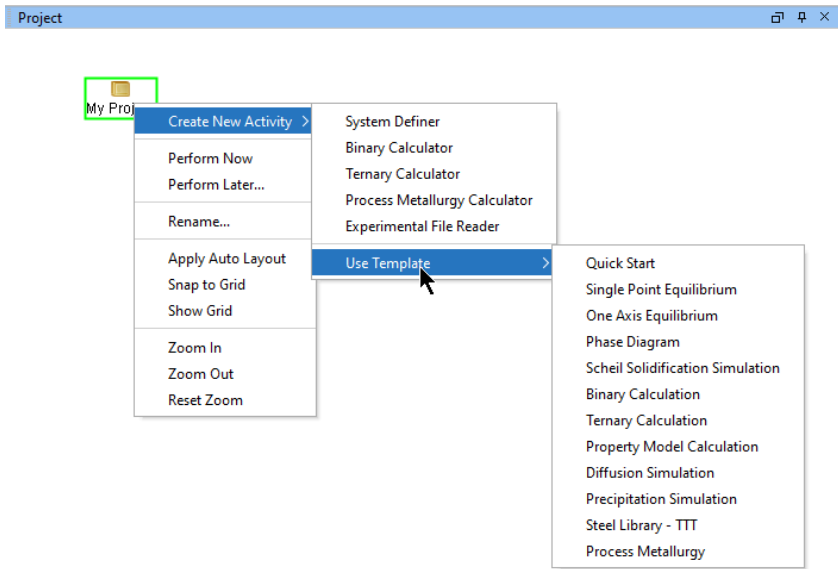 Project
My Proj
Create New Activity
Perform Now
Perform Later...
Rename...
Apply Auto Layout
Snap to Grid
Show Grid
Zoom In
Zoom Out
Reset Zoom
System Definer
Binary Calculator
Ternary Calculator
Process Metallurgy Calculator
Experimental File Reader
Use Template
Quick Start
Single Point Equilibrium
One Axis Equilibrium
Phase Diagram
Scheil Solidification Simulation
Binary Calculation
Ternary Calculation
Property Model Calculation
Diffusion Simulation
Precipitation Simulation
Steel Library - TTT
Process Metallurgy